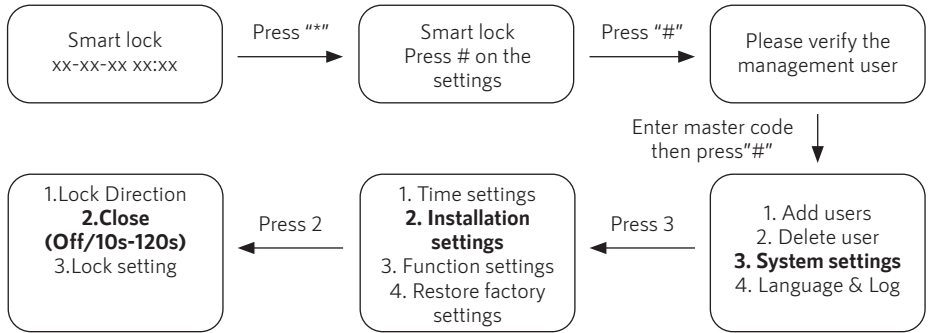 Smart lock
xx-xx-xx xx:xx
Press “*”
Smart lock
Press # on the
settings
Press “#”
Please verify the
management user
Enter master code
then press”#”
1. Add users
2. Delete user
3. System settings
4. Language & Log
Press 3
1. Time settings
2. Installation
settings
3. Function settings
4. Restore factory
settings
Press 2
1.Lock Direction
2.Close
(Off/10s-120s)
3.Lock setting